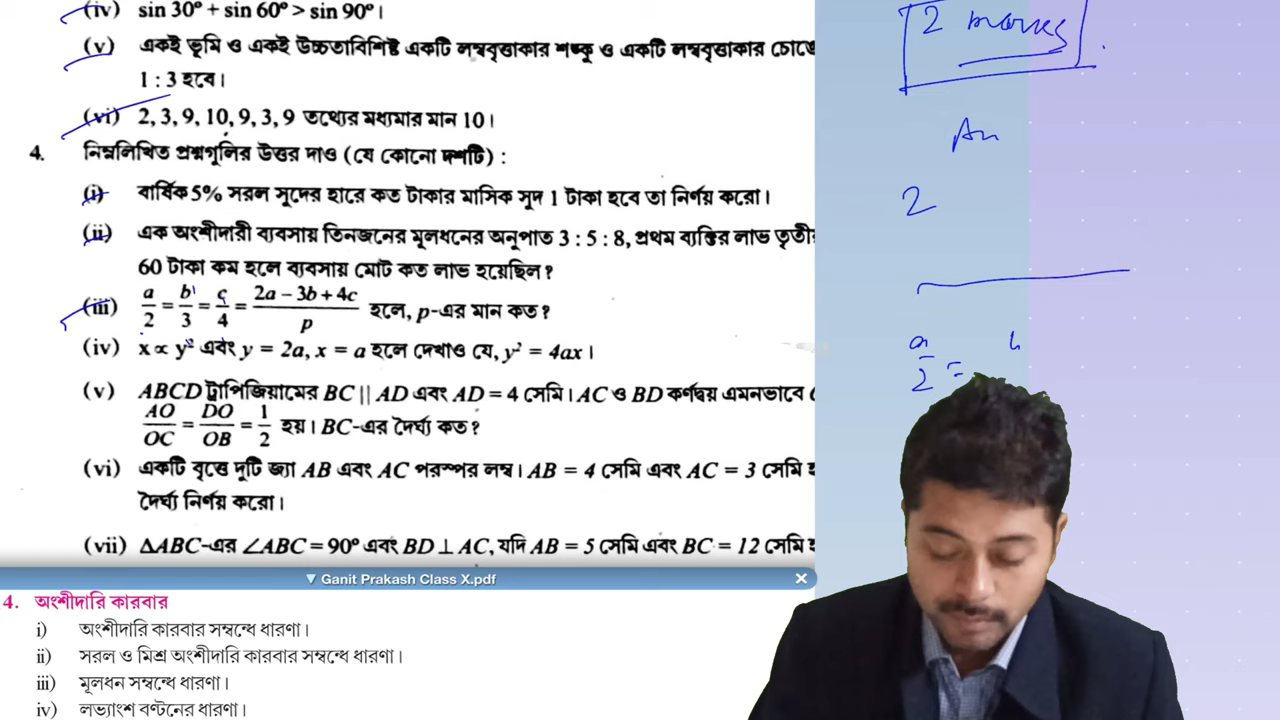 (iv) sin 30° + sin 60° > sin 90°।
(v) একই ভূমি ও একই উচ্চতাবিশিষ্ট একটি লম্ববৃত্তাকার শঙ্কু ও একটি লম্ববৃত্তাকার
1 : 3 হবে।
(vi) 2, 3, 9, 10, 9, 3, 9 তথ্যের মধ্যমার মান 10।
4. নিম্নলিখিত প্রশ্নগুলির উত্তর দাও (যে কোনো দশটি) :
(i) বার্ষিক 5% সরল সুদের হারে কত টাকার মাসিক সুদ 1 টাকা হবে তা নির্ণয় করো।
(ii) এক অংশীদারী ব্যবসায় তিনজনের মূলধনের অনুপাত 3 : 5 : 8, প্রথম ব্যক্তির লাভ
60 টাকা কম হলে ব্যবসায় মোট কত লাভ হয়েছিল?
(iii) a/2 = b/3 = c/4 = (2a – 3b + 4c)/p হলে, p-এর মান কত?
(iv) x ∝ y² এবং y = 2a, x = a হলে দেখাও যে, y² = 4ax।
(v) ABCD ট্রাপিজিয়ামের BC || AD এবং AD = 4 সেমি। AC ও BD কর্ণদ্বয় এমনভাবে
AO/OC = DO/OB = 1/2 হয়। BC-এর দৈর্ঘ্য কত?
(vi) একটি বৃত্তে দুটি জ্যা AB এবং AC পরস্পর লম্ব। AB = 4 সেমি এবং AC = 3 সেমি
দৈর্ঘ্য নির্ণয় করো।
(vii) ΔABC-এর ∠ABC = 90° এবং BD ⊥ AC, যদি AB = 5 সেমি এবং BC = 12 সেমি
▼ Ganit Prakash Class X.pdf ✕
4. অংশীদারি কারবার
i) অংশীদারি কারবার সম্বন্ধে ধারণা।
ii) সরল ও মিশ্র অংশীদারি কারবার সম্বন্ধে ধারণা।
iii) মূলধন সম্বন্ধে ধারণা।
iv) লভ্যাংশ বণ্টনের ধারণা।
2 marks
An
2
a/2 =